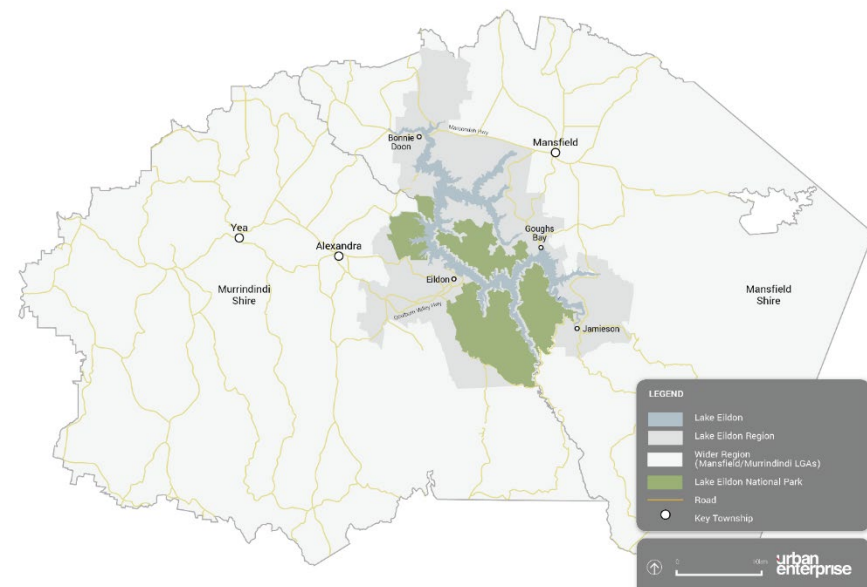 Maroondah Hwy
Bonnie
Doon
Mansfield
Yea
Goughs
Bay
Alexandra
Eildon
Murrindindi
Shire
Mansfield
Shire
Goulburn Valley Hwy
Jamieson
LEGEND
Lake Eildon
Lake Eildon Region
Wider Region
(Mansfield/Murrindindi LGAs)
Lake Eildon National Park
Road
Key Township
0
urban
enterprise